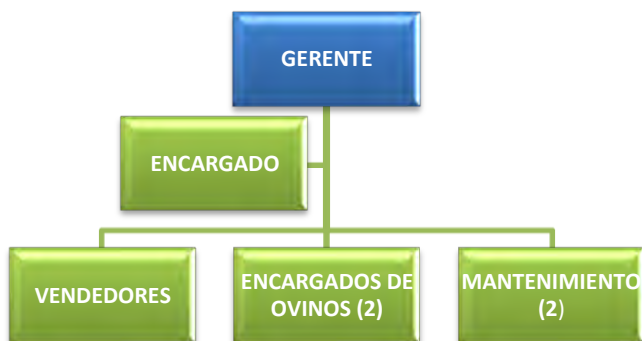 GERENTE
ENCARGADO
VENDEDORES
ENCARGADOS DE
OVINOS (2)
MANTENIMIENTO
(2)